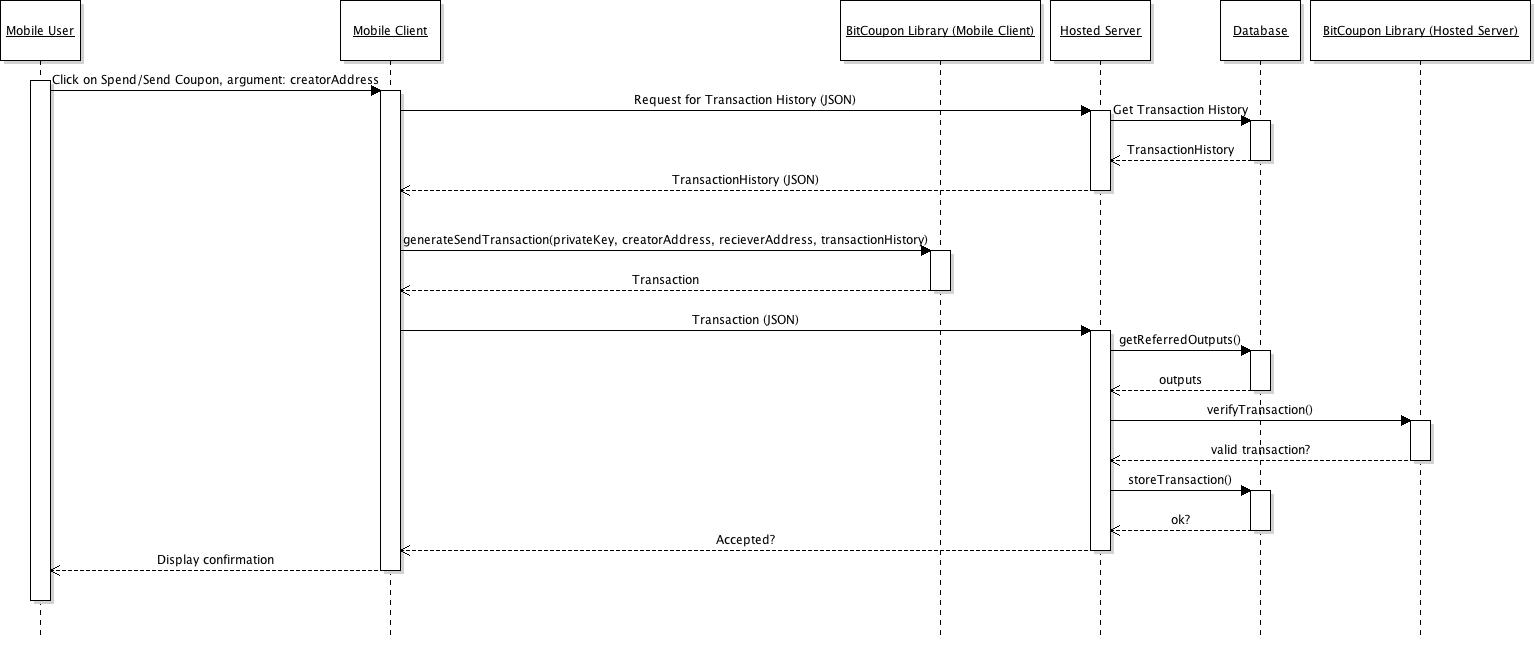 Mobile User
Mobile Client
BitCoupon Library (Mobile Client)
Hosted Server
Database
BitCoupon Library (Hosted Server)
Click on Spend/Send Coupon, argument: creatorAddress
Request for Transaction History (JSON)
Get Transaction History
TransactionHistory
TransactionHistory (JSON)
generateSendTransaction(privateKey, creatorAddress, recieverAddress, transactionHistory)
Transaction
Transaction (JSON)
getReferredOutputs()
outputs
verifyTransaction()
valid transaction?
storeTransaction()
ok?
Accepted?
Display confirmation